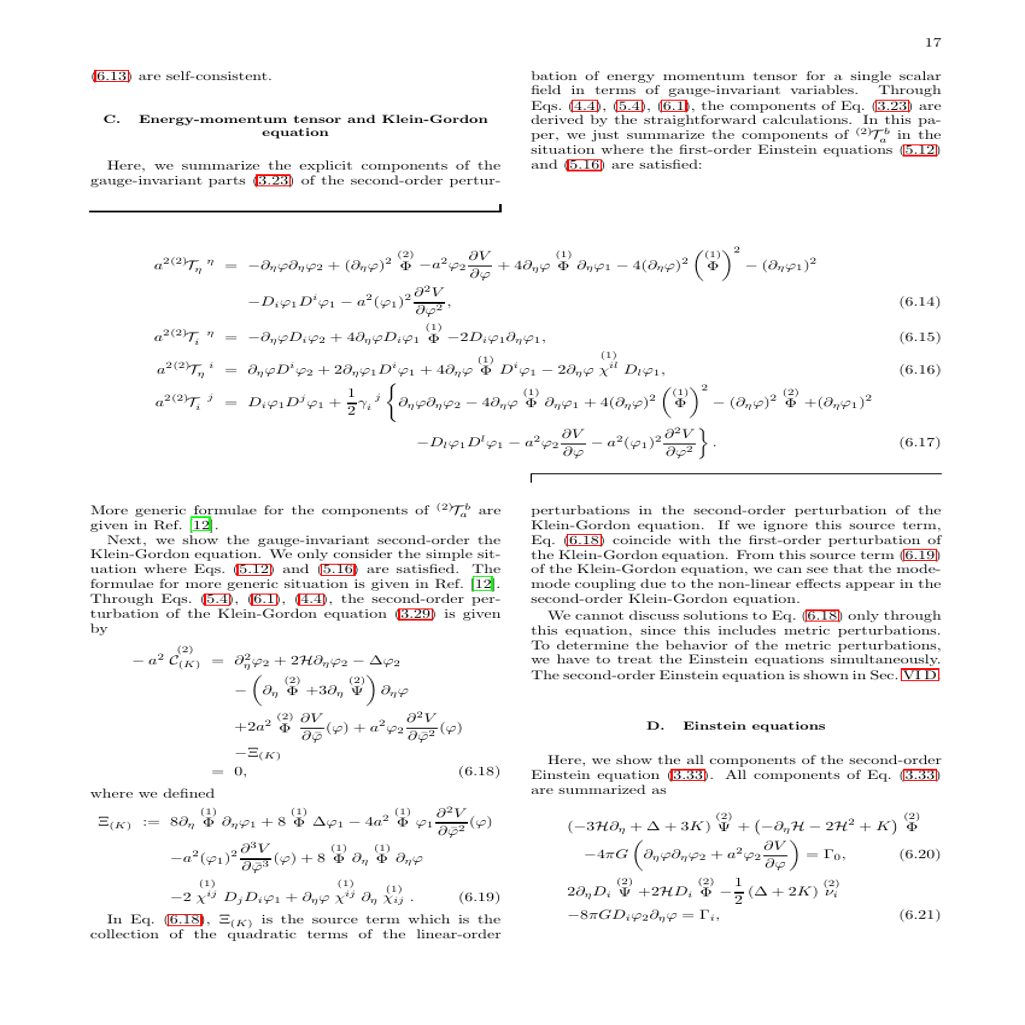 17
(6.13) are self-consistent.
C. Energy-momentum tensor and Klein-Gordon
equation
Here, we summarize the explicit components of the
gauge-invariant parts (3.23) of the second-order pertur-
bation of energy momentum tensor for a single scalar
field in terms of gauge-invariant variables. Through
Eqs. (4.4), (5.4), (6.1), the components of Eq. (3.23) are
derived by the straightforward calculations. In this pa-
per, we just summarize the components of $^{(2)}\mathcal{T}_a^b$ in the
situation where the first-order Einstein equations (5.12)
and (5.16) are satisfied:
$a^{2(2)}\mathcal{T}_\eta{}^\eta = -\partial_\eta\varphi\partial_\eta\varphi_2 + (\partial_\eta\varphi)^2 \overset{(2)}{\Phi} - a^2\varphi_2\frac{\partial V}{\partial\varphi} + 4\partial_\eta\varphi \overset{(1)}{\Phi} \partial_\eta\varphi_1 - 4(\partial_\eta\varphi)^2 \left(\overset{(1)}{\Phi}\right)^2 - (\partial_\eta\varphi_1)^2$
$-D_i\varphi_1 D^i\varphi_1 - a^2(\varphi_1)^2\frac{\partial^2 V}{\partial\varphi^2},$ (6.14)
$a^{2(2)}\mathcal{T}_i{}^\eta = -\partial_\eta\varphi D_i\varphi_2 + 4\partial_\eta\varphi D_i\varphi_1 \overset{(1)}{\Phi} -2D_i\varphi_1\partial_\eta\varphi_1,$ (6.15)
$a^{2(2)}\mathcal{T}_\eta{}^i = \partial_\eta\varphi D^i\varphi_2 + 2\partial_\eta\varphi_1 D^i\varphi_1 + 4\partial_\eta\varphi \overset{(1)}{\Phi} D^i\varphi_1 - 2\partial_\eta\varphi \overset{(1)}{\chi^{il}} D_l\varphi_1,$ (6.16)
$a^{2(2)}\mathcal{T}_i{}^j = D_i\varphi_1 D^j\varphi_1 + \frac{1}{2}\gamma_i{}^j \left\{ \partial_\eta\varphi\partial_\eta\varphi_2 - 4\partial_\eta\varphi \overset{(1)}{\Phi} \partial_\eta\varphi_1 + 4(\partial_\eta\varphi)^2 \left(\overset{(1)}{\Phi}\right)^2 - (\partial_\eta\varphi)^2 \overset{(2)}{\Phi} + (\partial_\eta\varphi_1)^2 \right.$
$\left. -D_l\varphi_1 D^l\varphi_1 - a^2\varphi_2\frac{\partial V}{\partial\varphi} - a^2(\varphi_1)^2\frac{\partial^2 V}{\partial\varphi^2} \right\}.$ (6.17)
More generic formulae for the components of $^{(2)}\mathcal{T}_a^b$ are
given in Ref. [12].
Next, we show the gauge-invariant second-order the
Klein-Gordon equation. We only consider the simple sit-
uation where Eqs. (5.12) and (5.16) are satisfied. The
formulae for more generic situation is given in Ref. [12].
Through Eqs. (5.4), (6.1), (4.4), the second-order per-
turbation of the Klein-Gordon equation (3.29) is given
by
$-a^2 \overset{(2)}{\mathcal{C}_{(K)}} = \partial_\eta^2\varphi_2 + 2\mathcal{H}\partial_\eta\varphi_2 - \Delta\varphi_2$
$- \left( \partial_\eta \overset{(2)}{\Phi} + 3\partial_\eta \overset{(2)}{\Psi} \right) \partial_\eta\varphi$
$+2a^2 \overset{(2)}{\Phi} \frac{\partial V}{\partial\bar\varphi}(\varphi) + a^2\varphi_2\frac{\partial^2 V}{\partial\bar\varphi^2}(\varphi)$
$-\Xi_{(K)}$
$= 0,$ (6.18)
where we defined
$\Xi_{(K)} := 8\partial_\eta \overset{(1)}{\Phi} \partial_\eta\varphi_1 + 8 \overset{(1)}{\Phi} \Delta\varphi_1 - 4a^2 \overset{(1)}{\Phi} \varphi_1\frac{\partial^2 V}{\partial\bar\varphi^2}(\varphi)$
$-a^2(\varphi_1)^2\frac{\partial^3 V}{\partial\bar\varphi^3}(\varphi) + 8 \overset{(1)}{\Phi} \partial_\eta \overset{(1)}{\Phi} \partial_\eta\varphi$
$-2 \overset{(1)}{\chi^{ij}} D_j D_i\varphi_1 + \partial_\eta\varphi \overset{(1)}{\chi^{ij}} \partial_\eta \overset{(1)}{\chi_{ij}}.$ (6.19)
In Eq. (6.18), $\Xi_{(K)}$ is the source term which is the
collection of the quadratic terms of the linear-order
perturbations in the second-order perturbation of the
Klein-Gordon equation. If we ignore this source term,
Eq. (6.18) coincide with the first-order perturbation of
the Klein-Gordon equation. From this source term (6.19)
of the Klein-Gordon equation, we can see that the mode-
mode coupling due to the non-linear effects appear in the
second-order Klein-Gordon equation.
We cannot discuss solutions to Eq. (6.18) only through
this equation, since this includes metric perturbations.
To determine the behavior of the metric perturbations,
we have to treat the Einstein equations simultaneously.
The second-order Einstein equation is shown in Sec. VI D.
D. Einstein equations
Here, we show the all components of the second-order
Einstein equation (3.33). All components of Eq. (3.33)
are summarized as
$(-3\mathcal{H}\partial_\eta + \Delta + 3K) \overset{(2)}{\Psi} + (-\partial_\eta\mathcal{H} - 2\mathcal{H}^2 + K) \overset{(2)}{\Phi}$
$-4\pi G \left( \partial_\eta\varphi\partial_\eta\varphi_2 + a^2\varphi_2\frac{\partial V}{\partial\varphi} \right) = \Gamma_0,$ (6.20)
$2\partial_\eta D_i \overset{(2)}{\Psi} + 2\mathcal{H}D_i \overset{(2)}{\Phi} - \frac{1}{2}(\Delta + 2K) \overset{(2)}{\nu_i}$
$-8\pi G D_i\varphi_2\partial_\eta\varphi = \Gamma_i,$ (6.21)